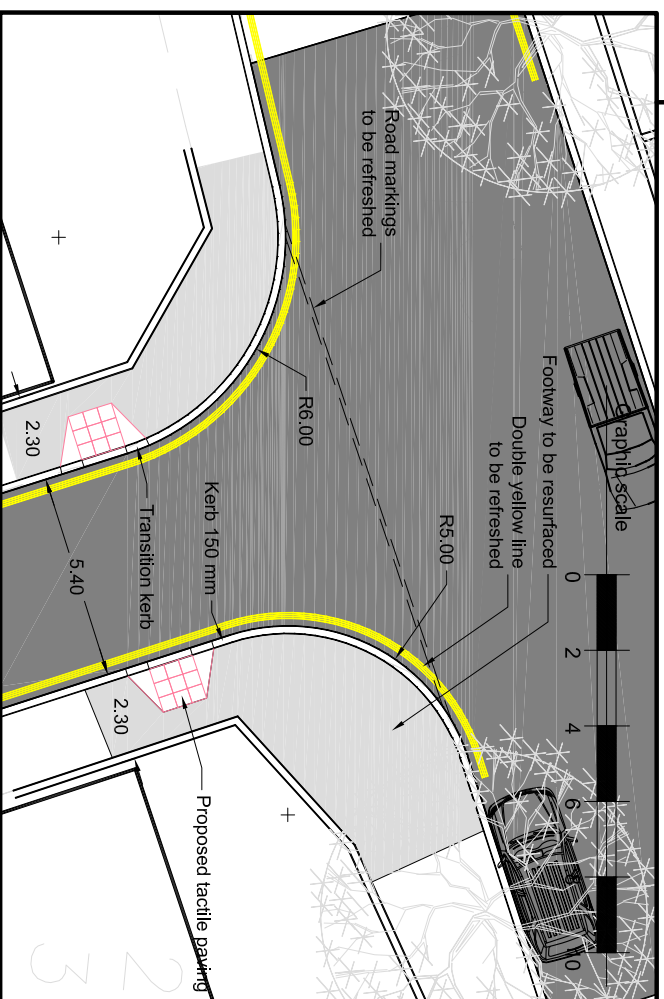 Graphic scale
0
2
4
6
8
10
Footway to be resurfaced
Double yellow line
to be refreshed
R5.00
Road markings
to be refreshed
R6.00
Kerb 150 mm
Proposed tactile paving
Transition kerb
2.30
5.40
2.30
23